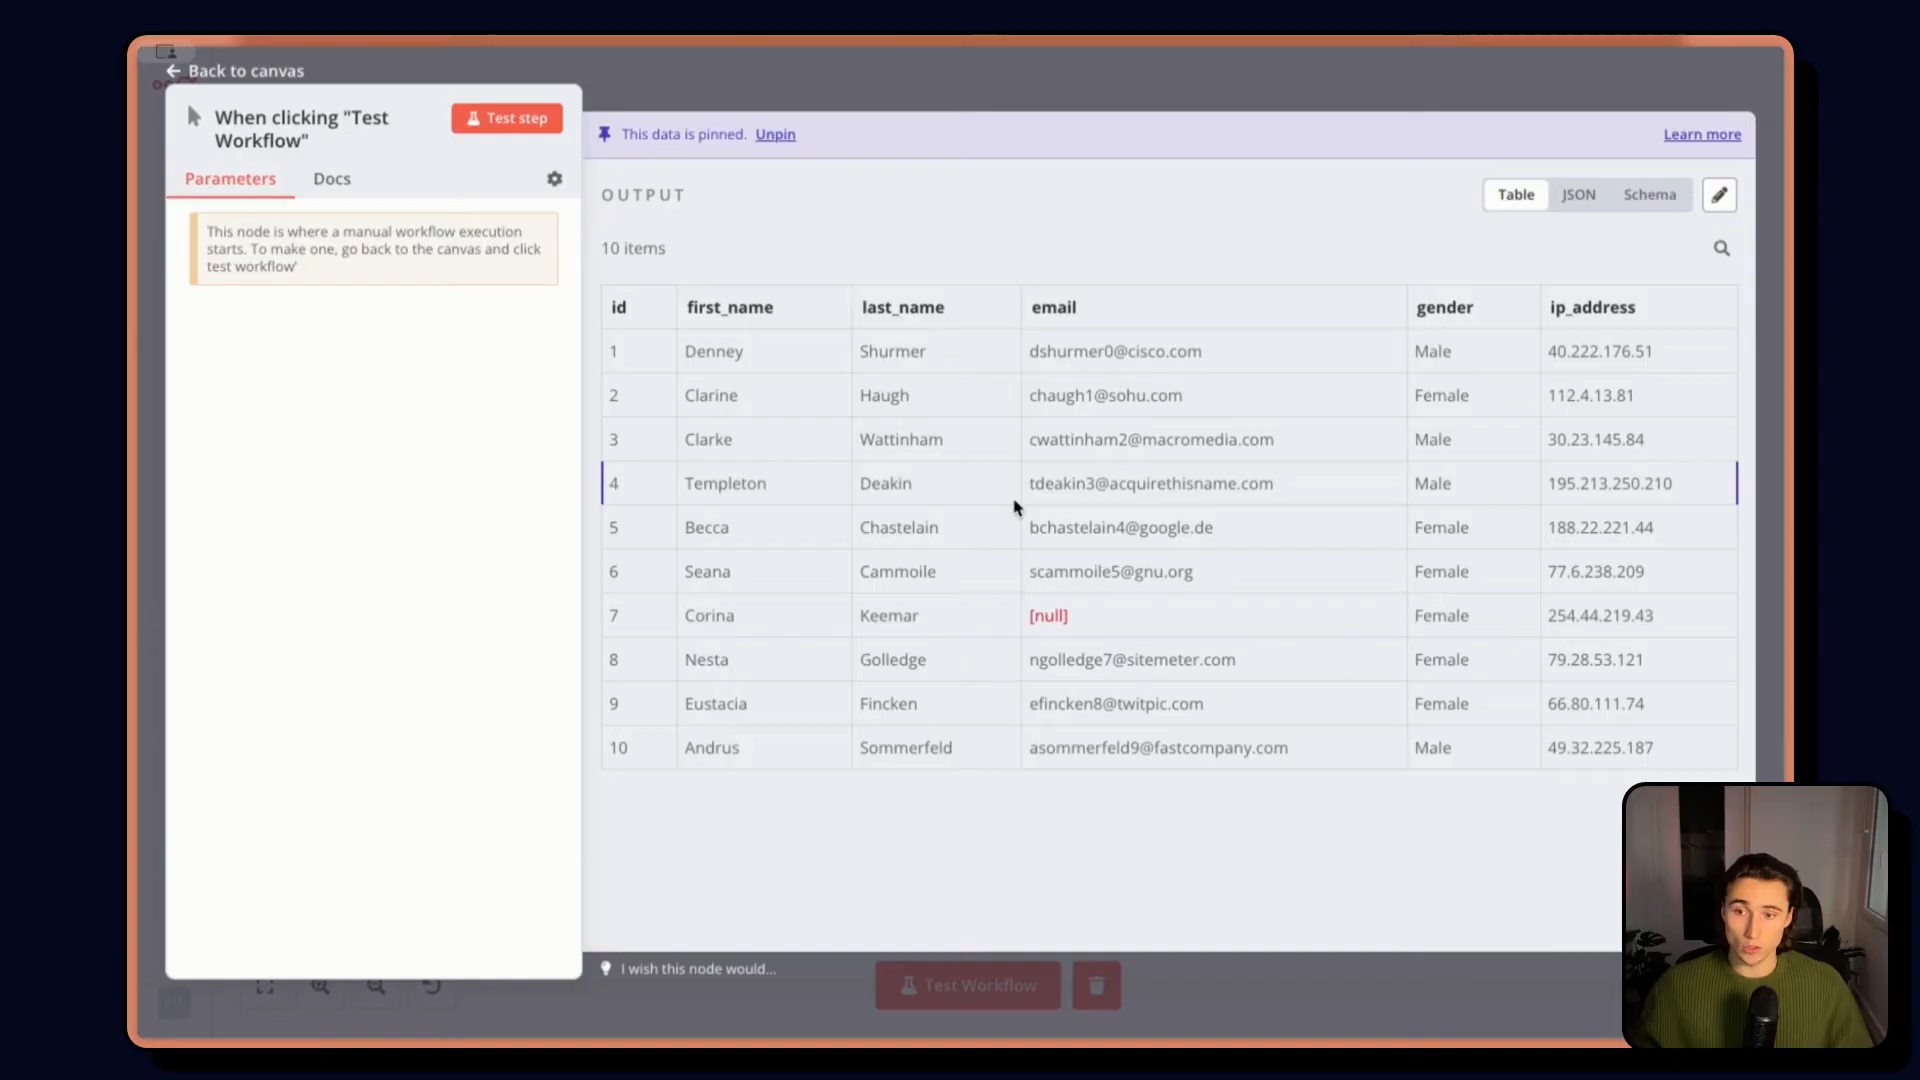 Back to canvas
When clicking "Test
Workflow"
Test step
Parameters Docs
This node is where a manual workflow execution
starts. To make one, go back to the canvas and click
test workflow'
This data is pinned. Unpin Learn more
OUTPUT
Table JSON Schema
10 items
id first_name last_name email gender ip_address
1 Denney Shurmer dshurmer0@cisco.com Male 40.222.176.51
2 Clarine Haugh chaugh1@sohu.com Female 112.4.13.81
3 Clarke Wattinham cwattinham2@macromedia.com Male 30.23.145.84
4 Templeton Deakin tdeakin3@acquirethisname.com Male 195.213.250.210
5 Becca Chastelain bchastelain4@google.de Female 188.22.221.44
6 Seana Cammoile scammoile5@gnu.org Female 77.6.238.209
7 Corina Keemar [null] Female 254.44.219.43
8 Nesta Golledge ngolledge7@sitemeter.com Female 79.28.53.121
9 Eustacia Fincken efincken8@twitpic.com Female 66.80.111.74
10 Andrus Sommerfeld asommerfeld9@fastcompany.com Male 49.32.225.187
I wish this node would...
Test Workflow